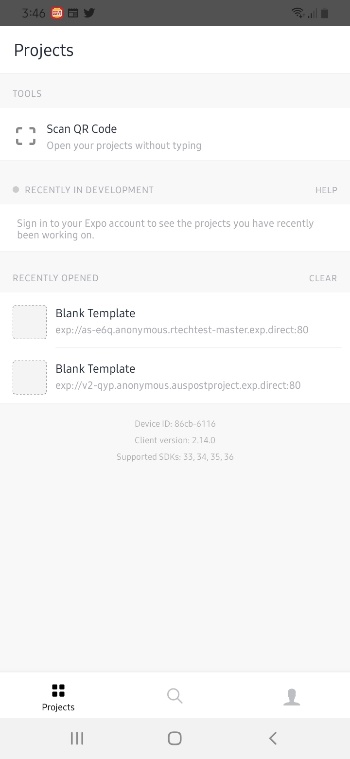 3:46
Projects
TOOLS
Scan QR Code
Open your projects without typing
RECENTLY IN DEVELOPMENT
HELP
Sign in to your Expo account to see the projects you have recently
been working on.
RECENTLY OPENED
CLEAR
Blank Template
exp://as-e6q.anonymous.rtechtest-master.exp.direct:80
Blank Template
exp://v2-qyp.anonymous.auspostproject.exp.direct:80
Device ID: 86cb-6116
Client version: 2.14.0
Supported SDKs: 33, 34, 35, 36
Projects